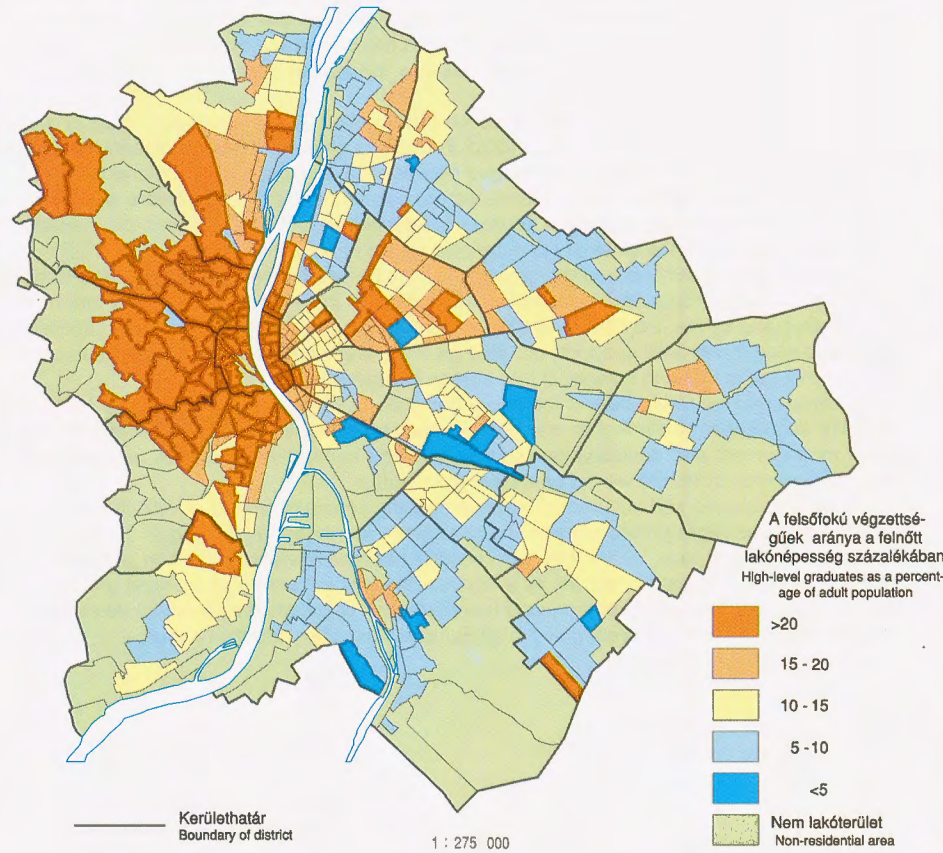 A felsőfokú végzettsé-
gűek aránya a felnőtt
lakónépesség százalékában
High-level graduates as a percent-
age of adult population
>20
15 - 20
10 - 15
5 - 10
<5
Nem lakóterület
Non-residential area
Kerülethatár
Boundary of district
1 : 275 000